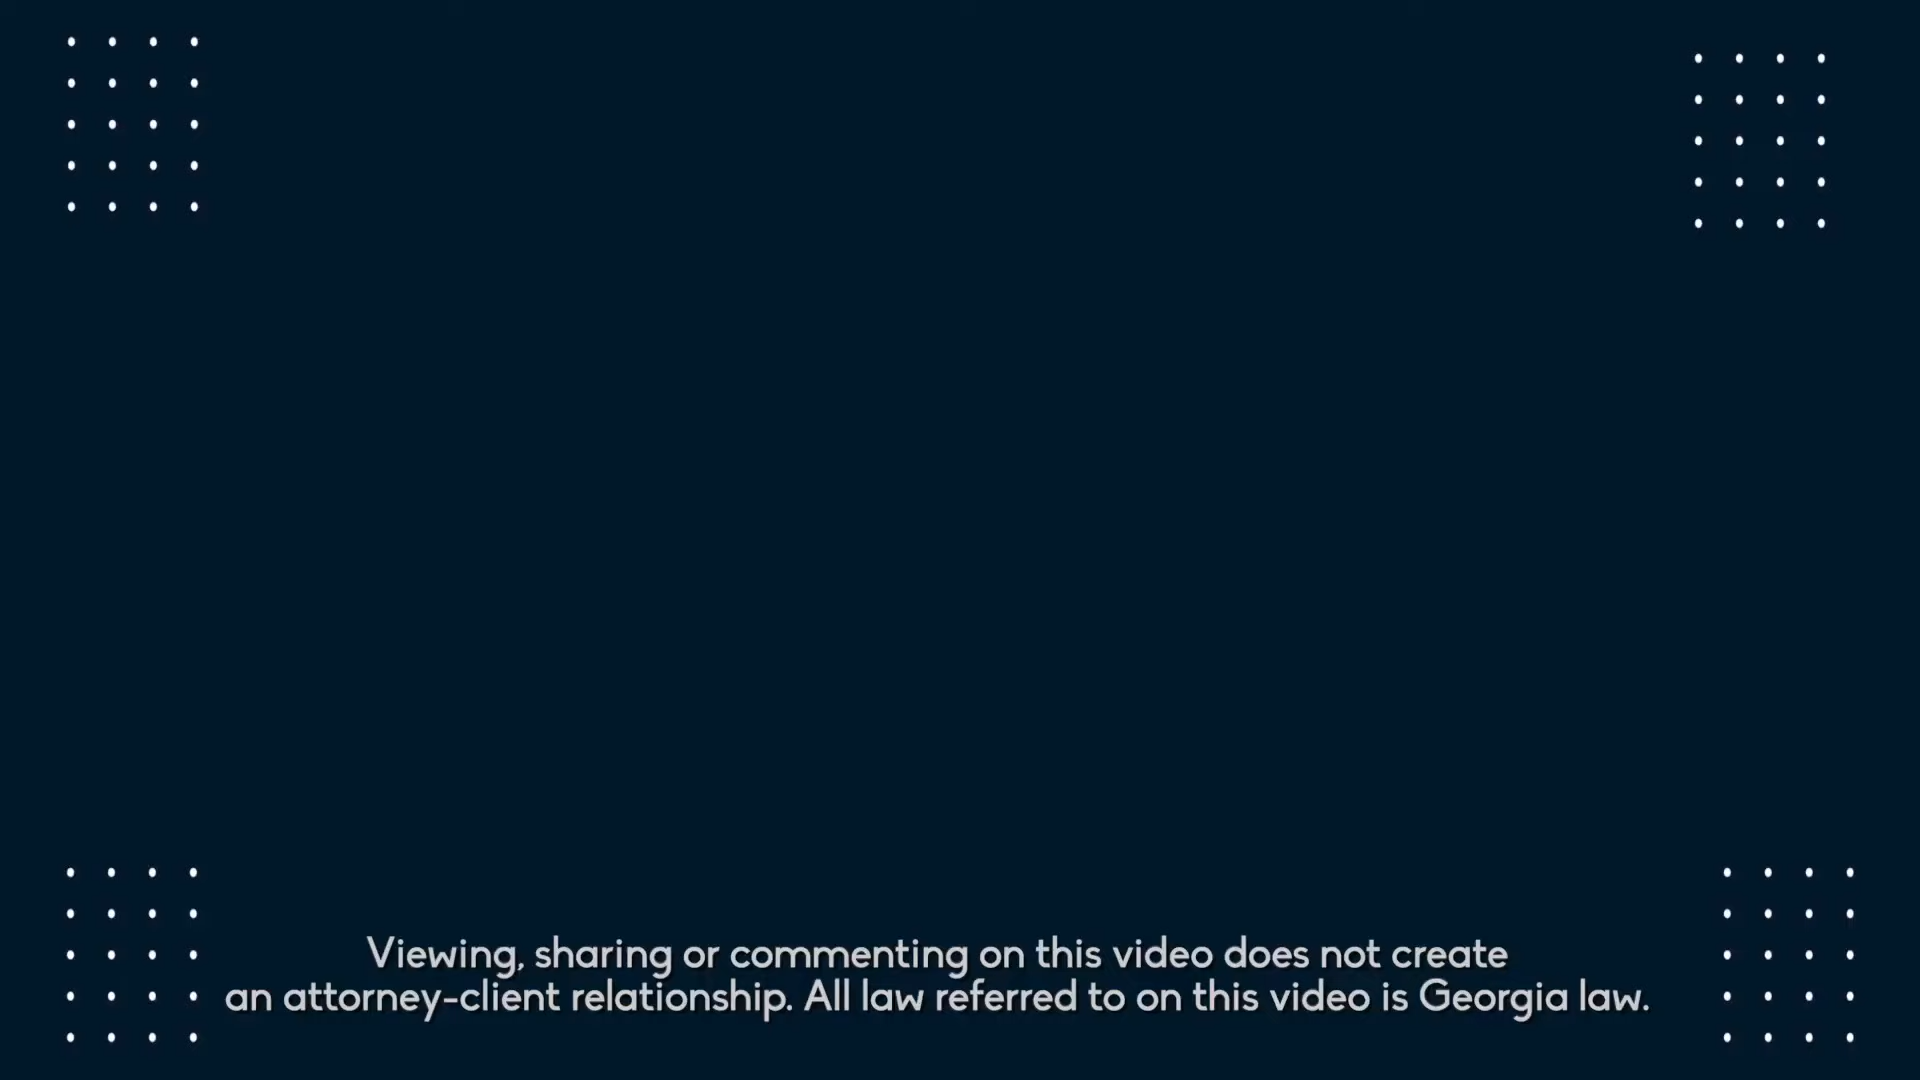 Viewing, sharing or commenting on this video does not create
an attorney-client relationship. All law referred to on this video is Georgia law.